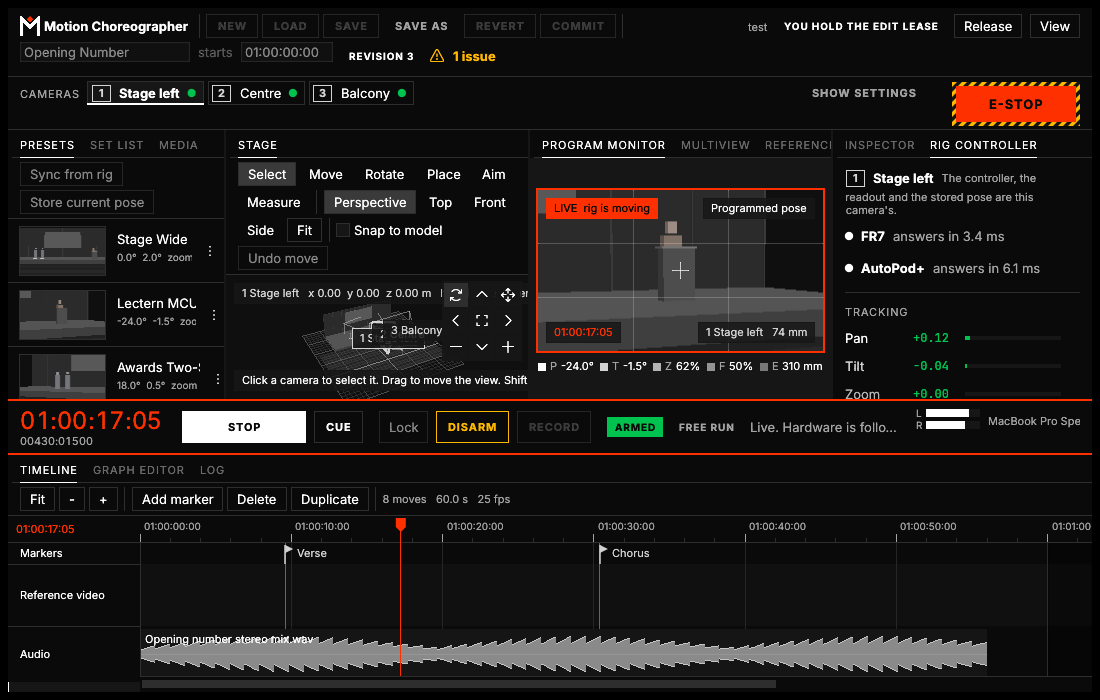 Motion Choreographer NEW LOAD SAVE SAVE AS REVERT COMMIT test YOU HOLD THE EDIT LEASE Release View
Opening Number starts 01:00:00:00 REVISION 3 1 issue
CAMERAS 1 Stage left 2 Centre 3 Balcony SHOW SETTINGS E-STOP
PRESETS SET LIST MEDIA
Sync from rig
Store current pose
Stage Wide
0.0° 2.0° zoom
Lectern MCU
-24.0° -1.5° zoo
Awards Two-
18.0° 0.5° zoom
STAGE
Select Move Rotate Place Aim
Measure Perspective Top Front
Side Fit Snap to model
Undo move
1 Stage left x 0.00 y 0.00 z 0.00 m
3 Balcony
1 S
Click a camera to select it. Drag to move the view. Shift
PROGRAM MONITOR MULTIVIEW REFERENC
LIVE rig is moving Programmed pose
01:00:17:05 1 Stage left 74 mm
P -24.0° T -1.5° Z 62% F 50% E 310 mm
INSPECTOR RIG CONTROLLER
1 Stage left The controller, the
readout and the stored pose are this
camera's.
FR7 answers in 3.4 ms
AutoPod+ answers in 6.1 ms
TRACKING
Pan +0.12
Tilt -0.04
Zoom +0.00
01:00:17:05
00430:01500
STOP CUE Lock DISARM RECORD ARMED FREE RUN Live. Hardware is follo...
L
R
MacBook Pro Spe
TIMELINE GRAPH EDITOR LOG
Fit - + Add marker Delete Duplicate 8 moves 60.0 s 25 fps
01:00:17:05 01:00:00:00 01:00:10:00 01:00:20:00 01:00:30:00 01:00:40:00 01:00:50:00 01:01:00
Markers Verse Chorus
Reference video
Opening number stereo mix.wav
Audio